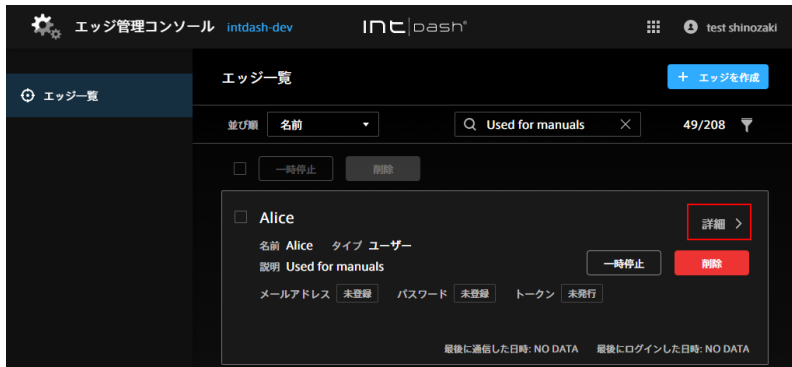 エッジ管理コンソール intdash-dev intdash® test shinozaki
エッジ一覧
エッジ一覧 + エッジを作成
並び順 名前 Used for manuals 49/208
一時停止 削除
Alice 詳細
名前 Alice タイプ ユーザー
説明 Used for manuals 一時停止 削除
メールアドレス 未登録 パスワード 未登録 トークン 未発行
最後に通信した日時: NO DATA 最後にログインした日時: NO DATA